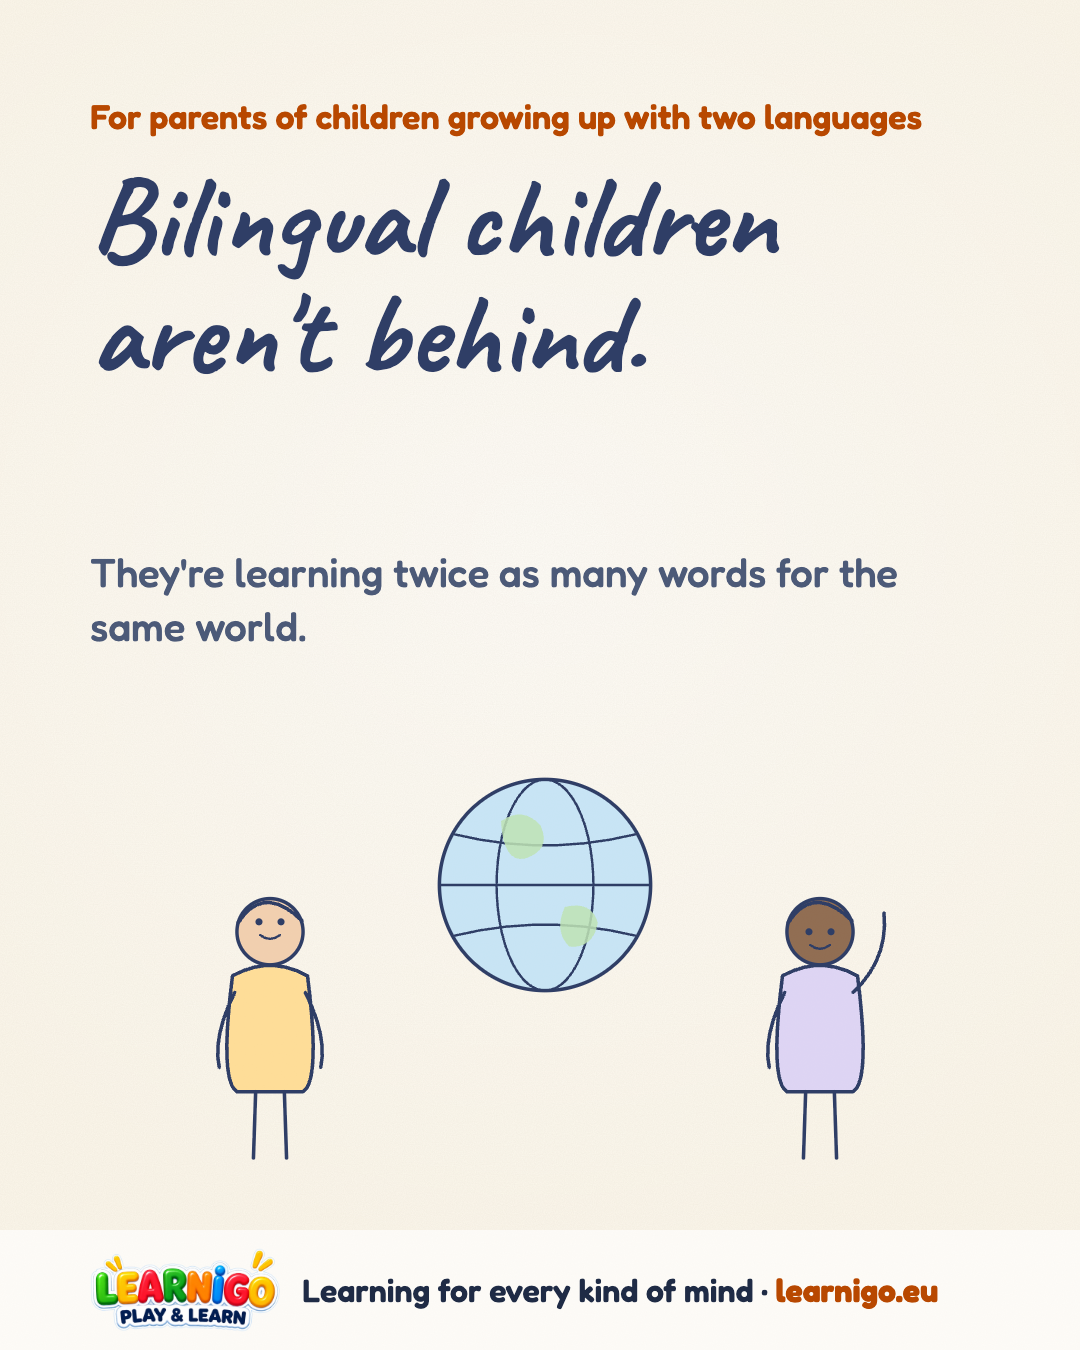 For parents of children growing up with two languages
Bilingual children
aren't behind.
They're learning twice as many words for the
same world.
LEARNiGO
PLAY & LEARN
Learning for every kind of mind · learnigo.eu